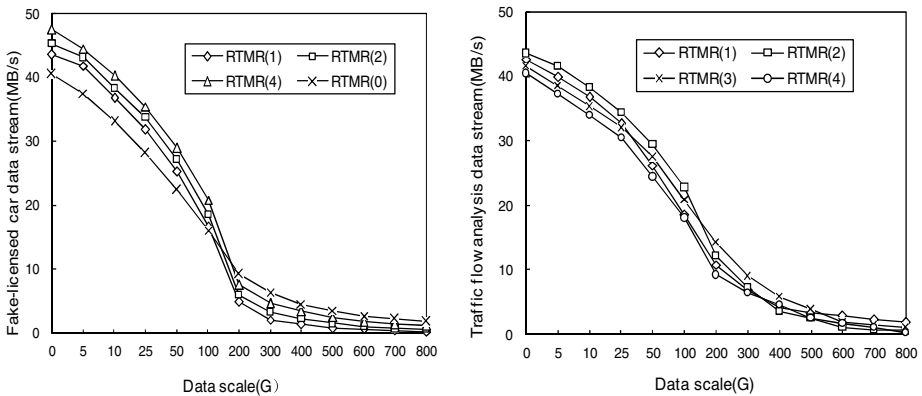 50
40
30
20
10
0
Fake-licensed car data stream(MB/s)
RTMR(1) RTMR(2)
RTMR(4) RTMR(0)
0 5 10 25 50 100 200 300 400 500 600 700 800
Data scale(G）
50
40
30
20
10
0
Traffic flow analysis data stream(MB/s)
RTMR(1) RTMR(2)
RTMR(3) RTMR(4)
0 5 10 25 50 100 200 300 400 500 600 700 800
Data scale(G)